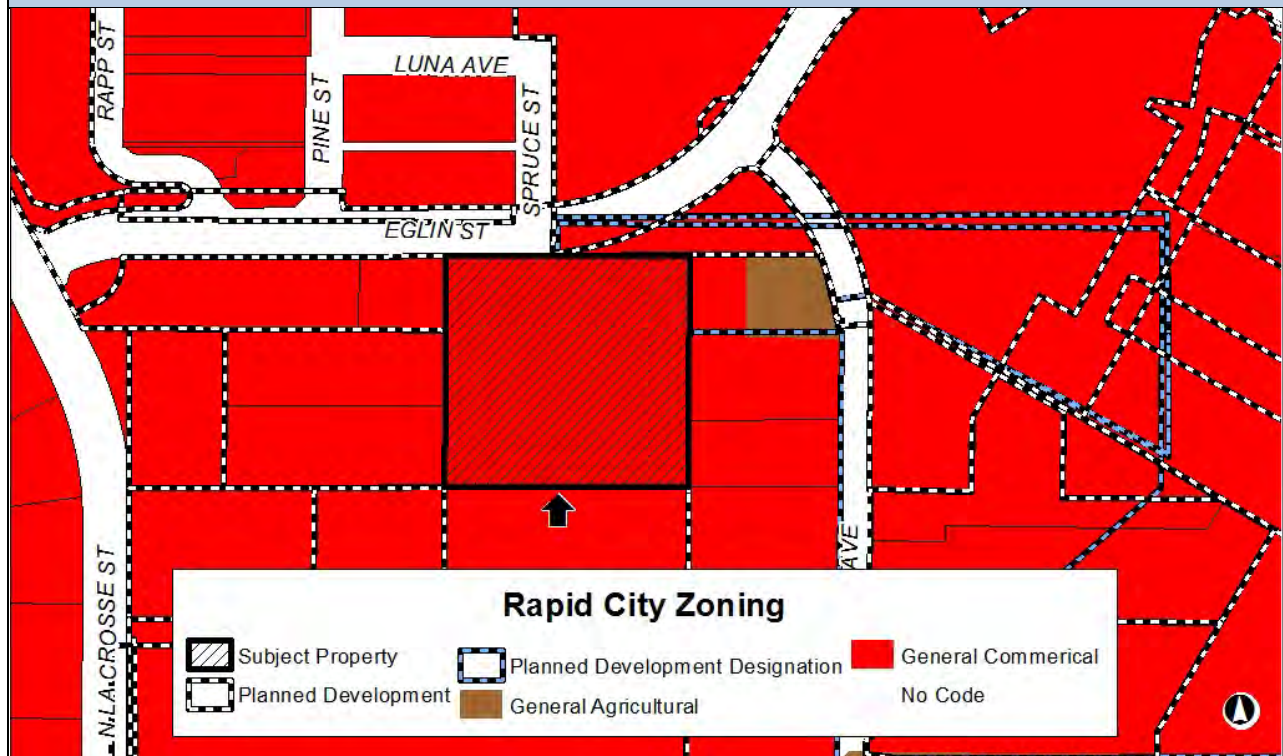 RAPP ST
PINE ST
LUNA AVE
SPRUCE ST
EGLIN ST
N LA CROSSE ST
AVE
Rapid City Zoning
Subject Property
Planned Development
Planned Development Designation
General Agricultural
General Commerical
No Code